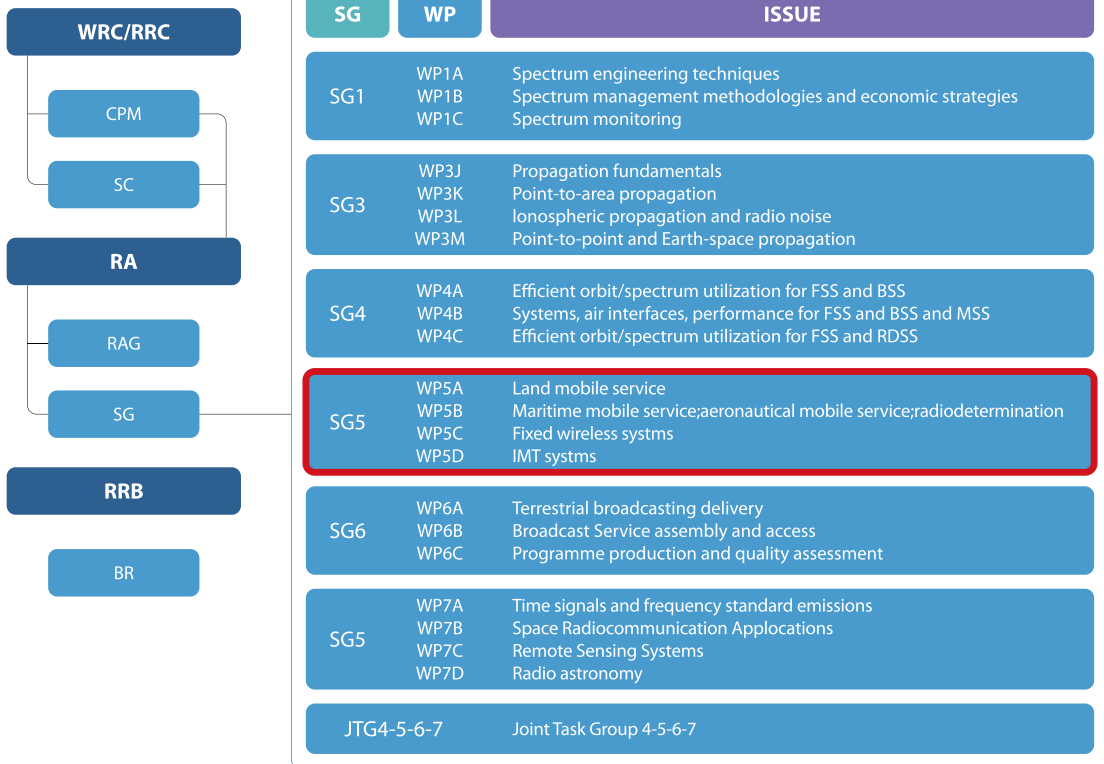 WRC/RRC
CPM
SC
RA
RAG
SG
RRB
BR
SG WP ISSUE
SG1
WP1A Spectrum engineering techniques
WP1B Spectrum management methodologies and economic strategies
WP1C Spectrum monitoring
SG3
WP3J Propagation fundamentals
WP3K Point-to-area propagation
WP3L Ionospheric propagation and radio noise
WP3M Point-to-point and Earth-space propagation
SG4
WP4A Efficient orbit/spectrum utilization for FSS and BSS
WP4B Systems, air interfaces, performance for FSS and BSS and MSS
WP4C Efficient orbit/spectrum utilization for FSS and RDSS
SG5
WP5A Land mobile service
WP5B Maritime mobile service;aeronautical mobile service;radiodetermination
WP5C Fixed wireless systms
WP5D IMT systms
SG6
WP6A Terrestrial broadcasting delivery
WP6B Broadcast Service assembly and access
WP6C Programme production and quality assessment
SG5
WP7A Time signals and frequency standard emissions
WP7B Space Radiocommunication Applocations
WP7C Remote Sensing Systems
WP7D Radio astronomy
JTG4-5-6-7 Joint Task Group 4-5-6-7